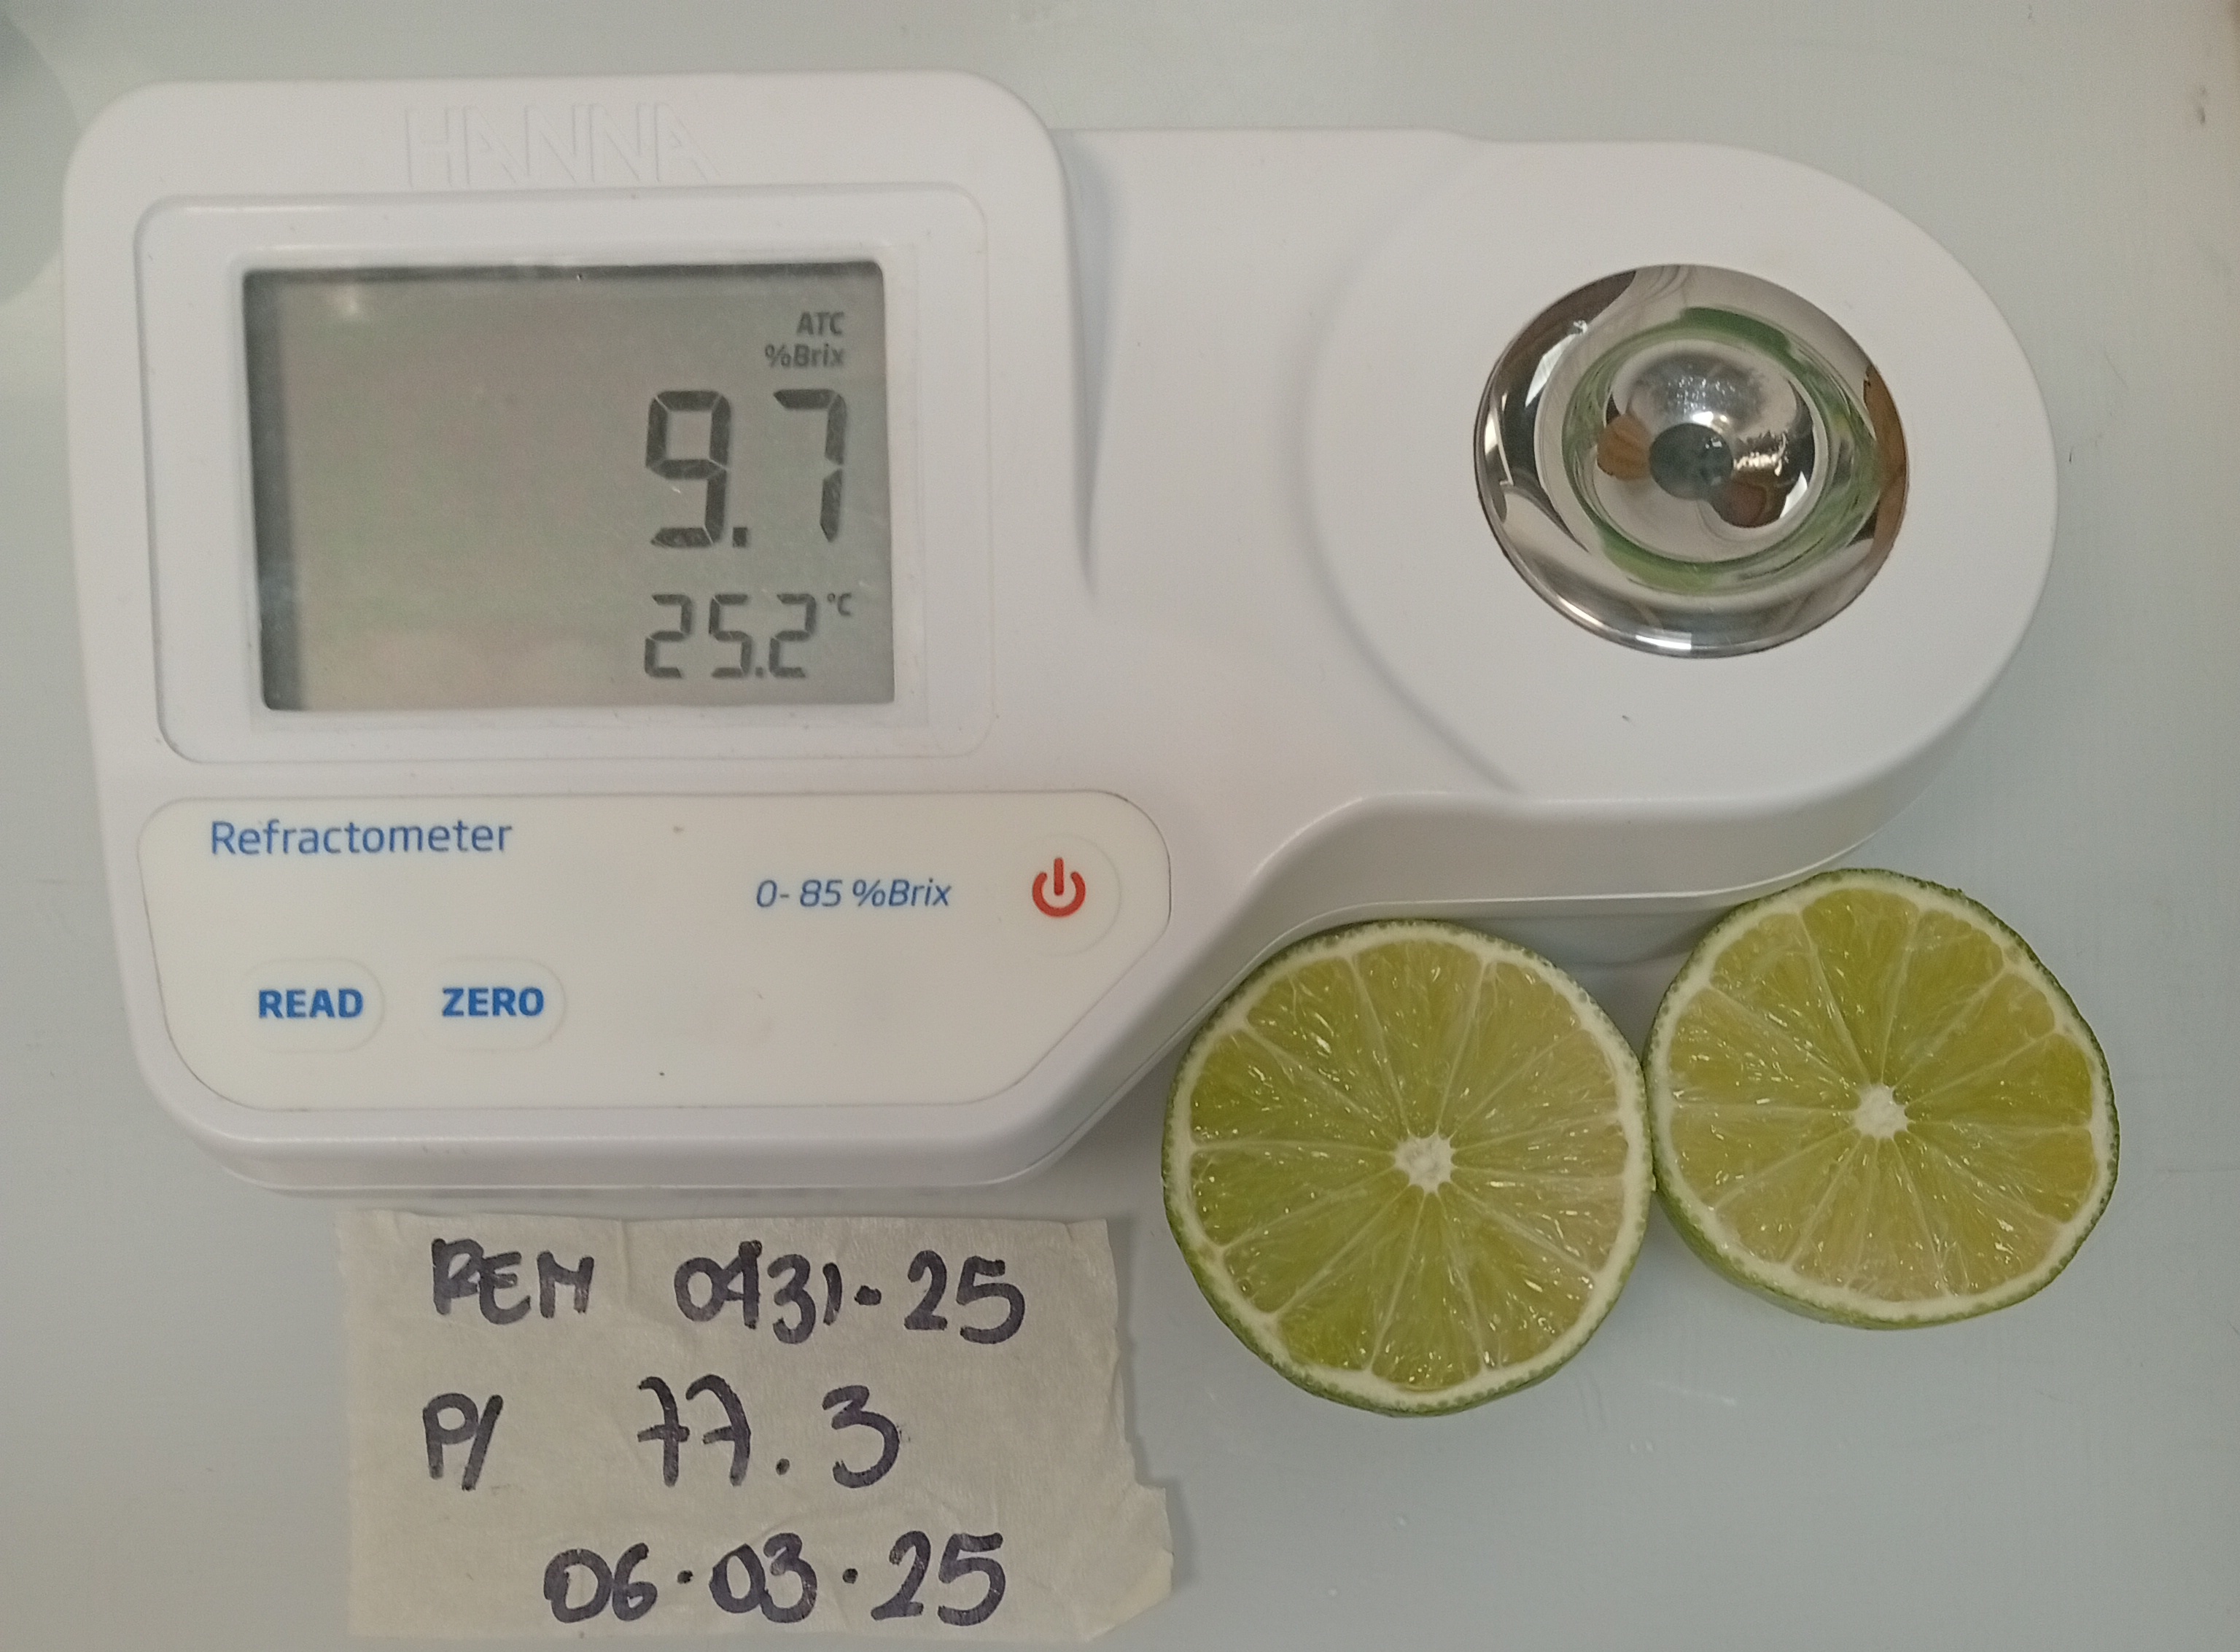 HANNA
ATC
%Brix
9.7
25.2 °C
Refractometer
0-85 %Brix
READ ZERO
REM 0431-25
P/ 77.3
06.03.25